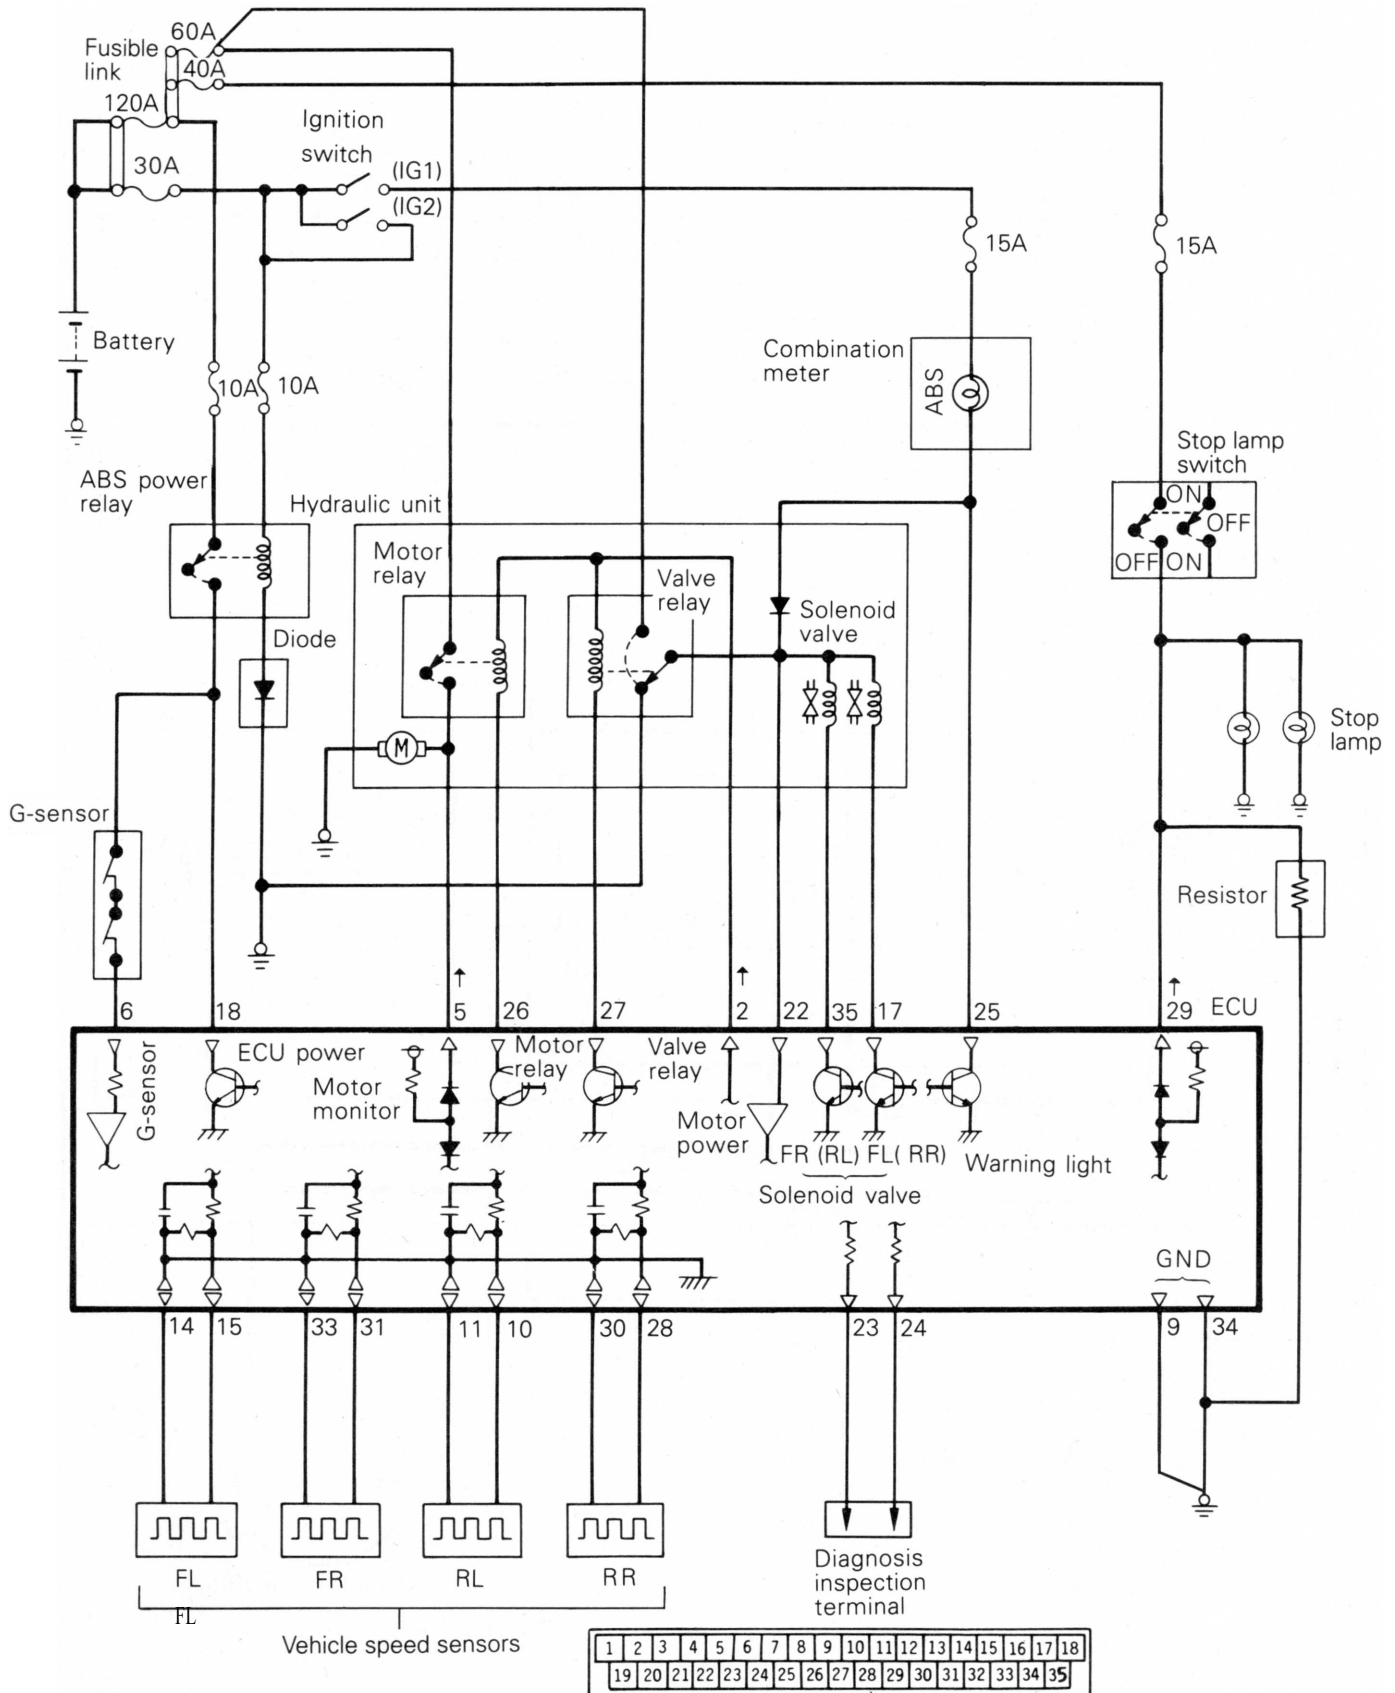 60A
Fusible
link
40A
120A
Ignition
switch
30A
(IG1)
(IG2)
15A
15A
Battery
Combination
meter
ABS
10A
10A
Stop lamp
switch
ON
OFF
OFF
ON
ABS power
relay
Hydraulic unit
Motor
relay
Valve
relay
Solenoid
valve
Diode
M
Stop
lamp
G-sensor
Resistor
6 18 5 26 27 2 22 35 17 25 29 ECU
G-sensor
ECU power
Motor
monitor
Motor
relay
Valve
relay
Motor
power
FR (RL) FL( RR)
Solenoid valve
Warning light
GND
14 15 33 31 11 10 30 28 23 24 9 34
FL FR RL RR
FL
Vehicle speed sensors
Diagnosis
inspection
terminal
1 2 3 4 5 6 7 8 9 10 11 12 13 14 15 16 17 18
19 20 21 22 23 24 25 26 27 28 29 30 31 32 33 34 35